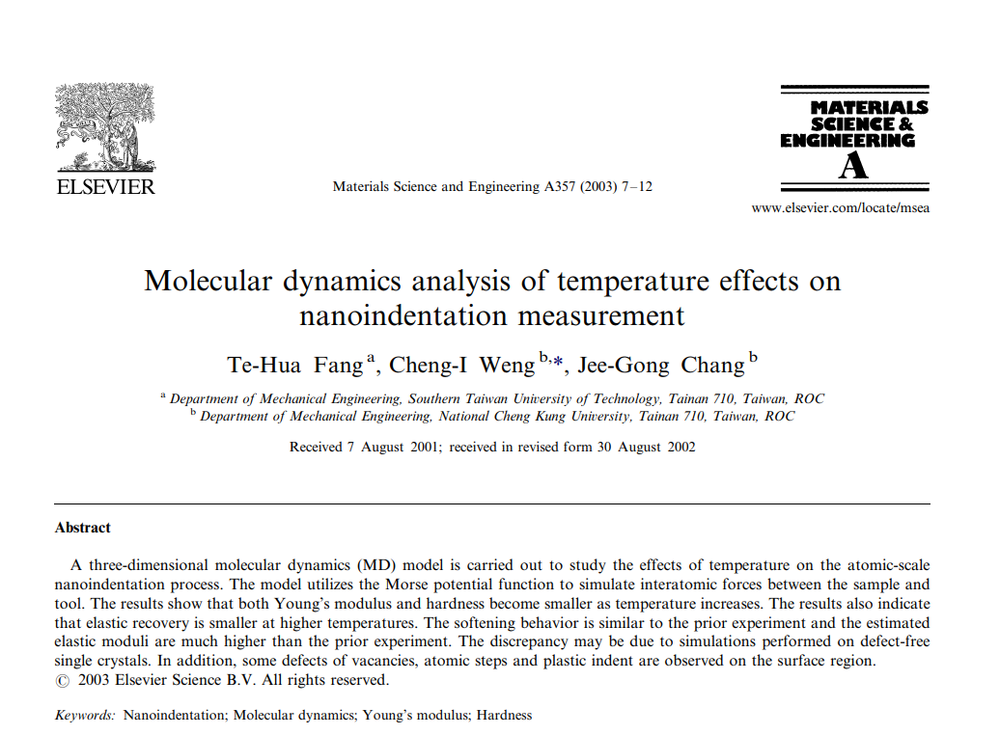 ELSEVIER
Materials Science and Engineering A357 (2003) 7–12
MATERIALS
SCIENCE &
ENGINEERING
A
www.elsevier.com/locate/msea
Molecular dynamics analysis of temperature effects on
nanoindentation measurement
Te-Hua Fang a, Cheng-I Weng b,*, Jee-Gong Chang b
a Department of Mechanical Engineering, Southern Taiwan University of Technology, Tainan 710, Taiwan, ROC
b Department of Mechanical Engineering, National Cheng Kung University, Tainan 710, Taiwan, ROC
Received 7 August 2001; received in revised form 30 August 2002
Abstract
A three-dimensional molecular dynamics (MD) model is carried out to study the effects of temperature on the atomic-scale
nanoindentation process. The model utilizes the Morse potential function to simulate interatomic forces between the sample and
tool. The results show that both Young's modulus and hardness become smaller as temperature increases. The results also indicate
that elastic recovery is smaller at higher temperatures. The softening behavior is similar to the prior experiment and the estimated
elastic moduli are much higher than the prior experiment. The discrepancy may be due to simulations performed on defect-free
single crystals. In addition, some defects of vacancies, atomic steps and plastic indent are observed on the surface region.
© 2003 Elsevier Science B.V. All rights reserved.
Keywords: Nanoindentation; Molecular dynamics; Young's modulus; Hardness